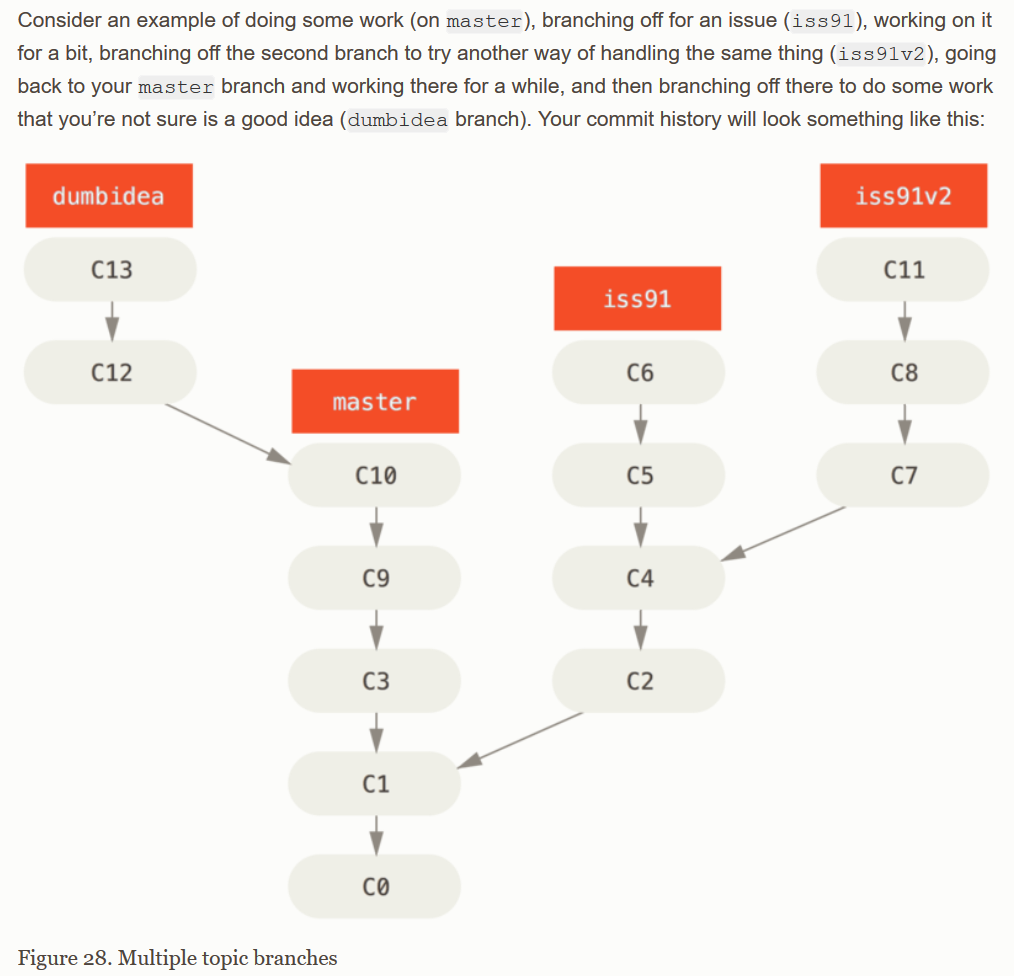 Consider an example of doing some work (on master), branching off for an issue (iss91), working on it
for a bit, branching off the second branch to try another way of handling the same thing (iss91v2), going
back to your master branch and working there for a while, and then branching off there to do some work
that you’re not sure is a good idea (dumbidea branch). Your commit history will look something like this:
dumbidea
iss91v2
C13
C11
iss91
C12
C6
C8
master
C10
C5
C7
C9
C4
C3
C2
C1
C0
Figure 28. Multiple topic branches